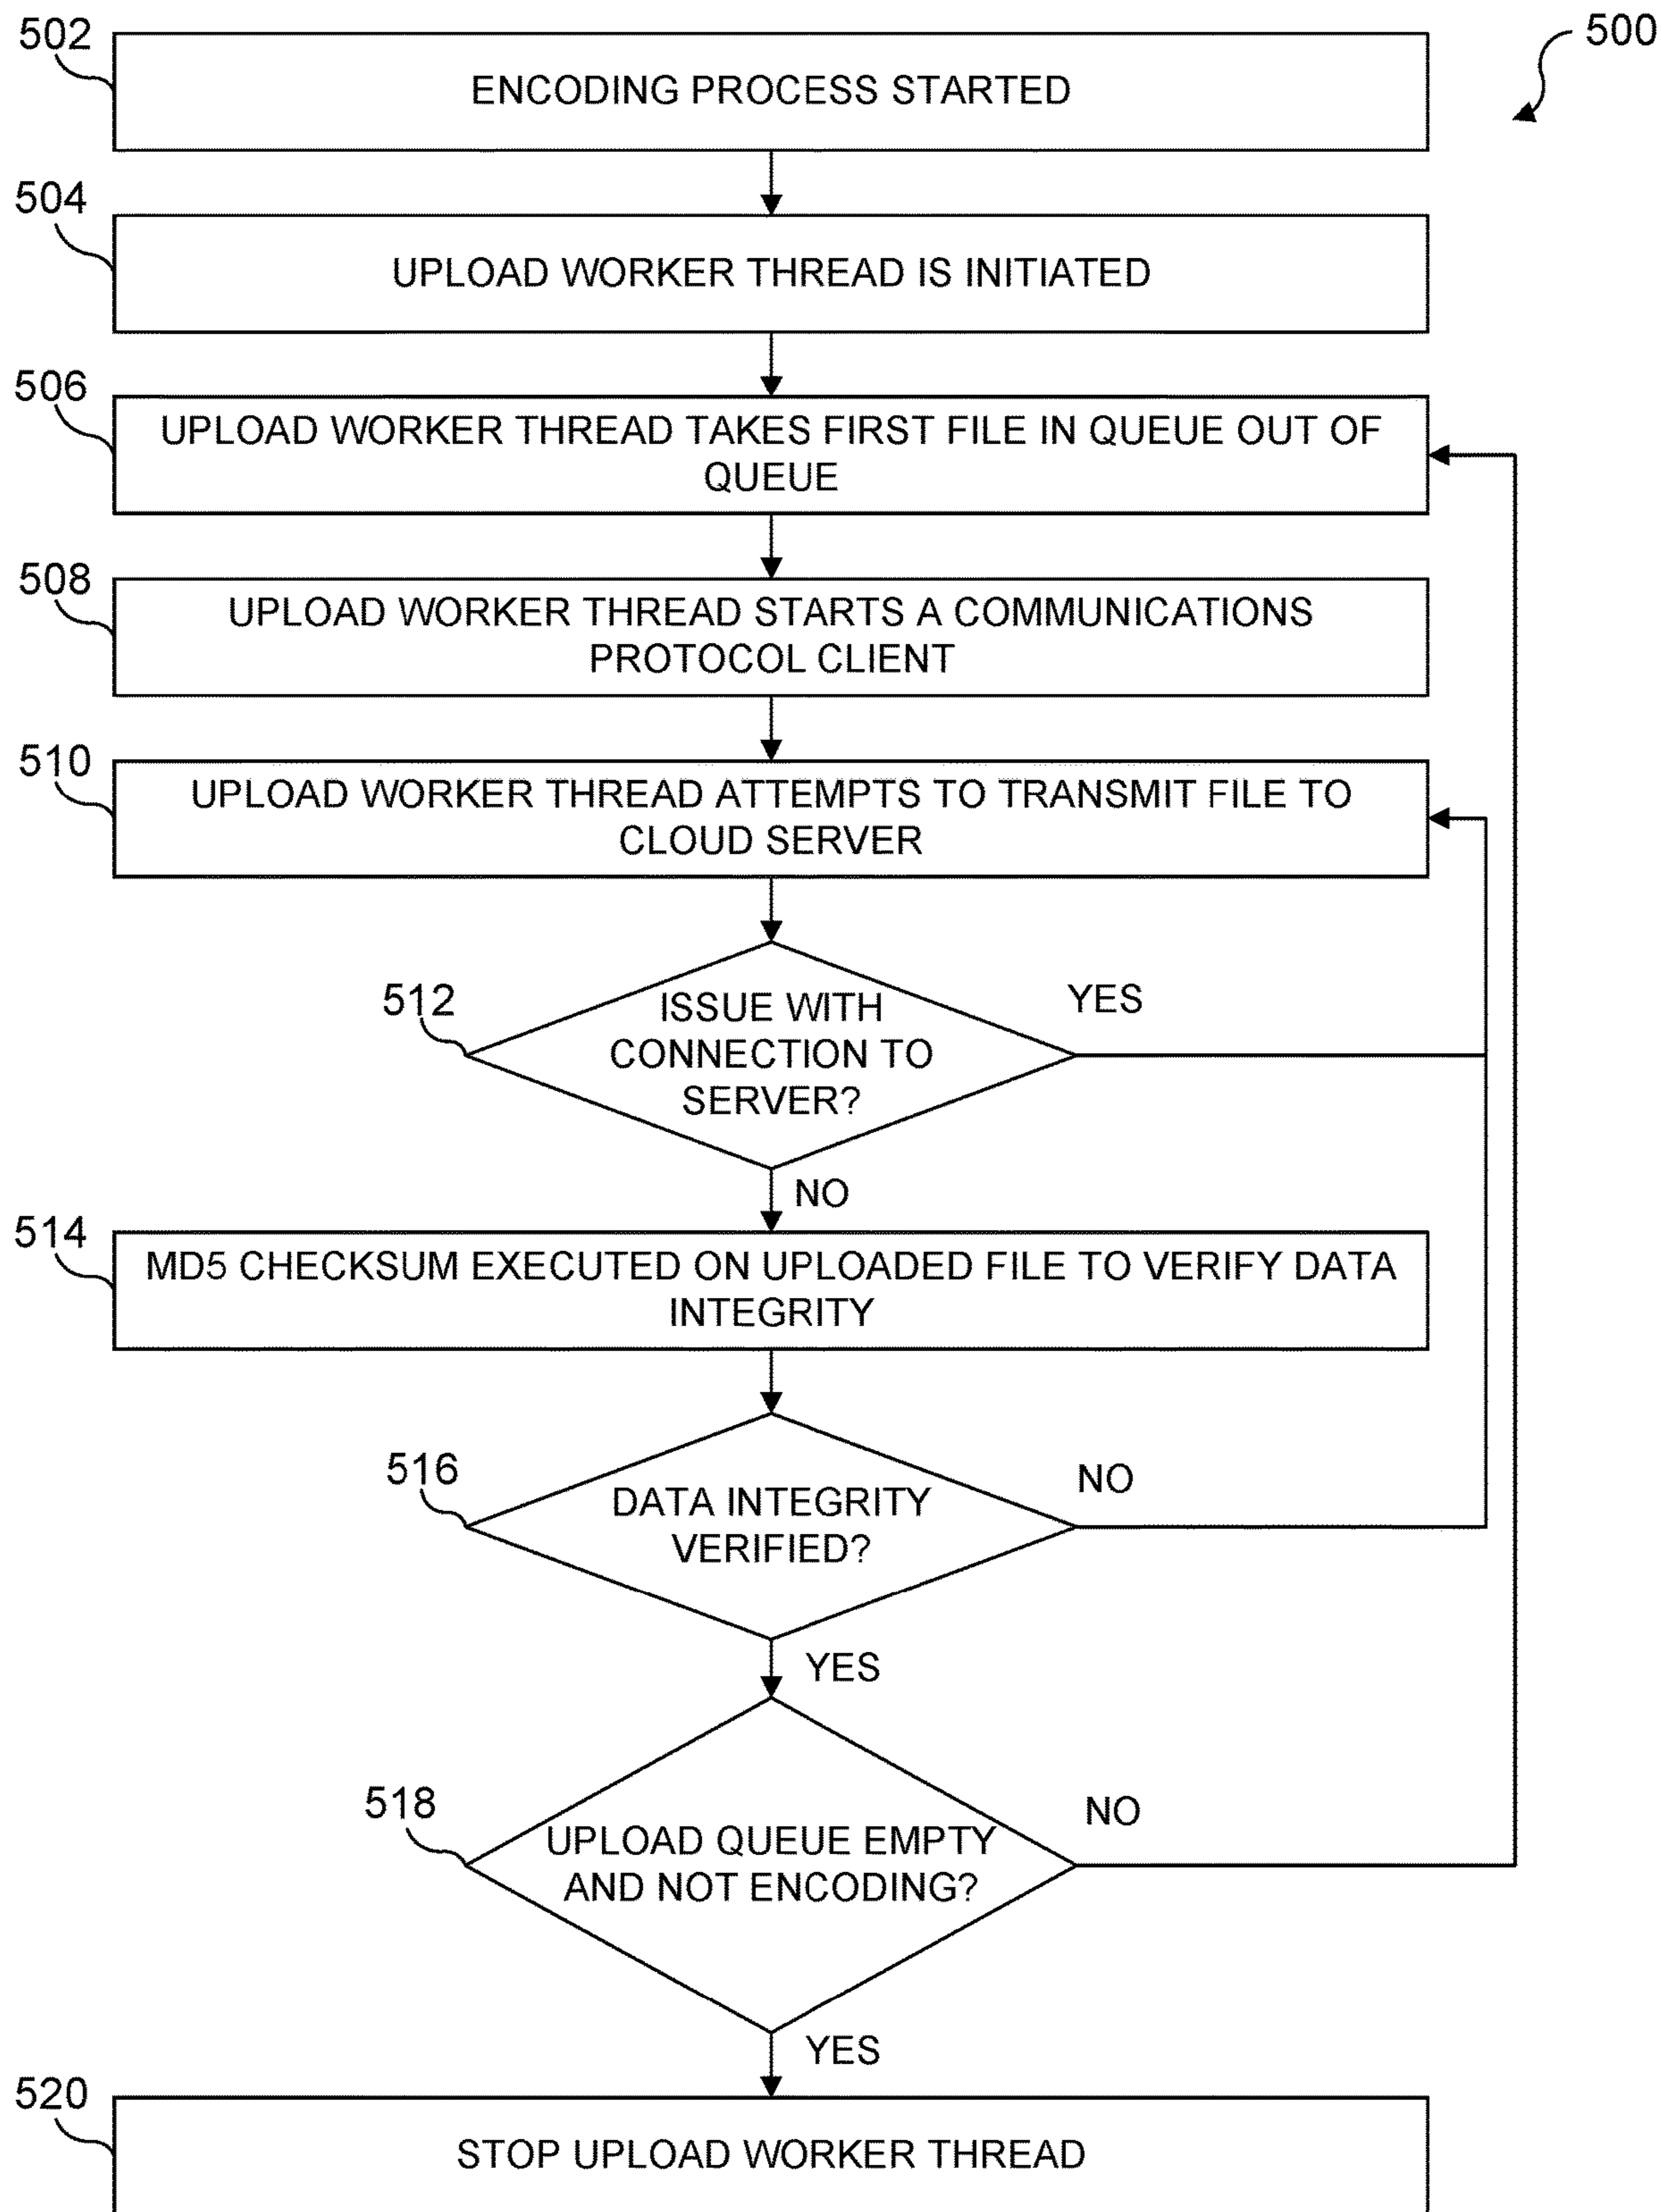 500
502
ENCODING PROCESS STARTED
504
UPLOAD WORKER THREAD IS INITIATED
506
UPLOAD WORKER THREAD TAKES FIRST FILE IN QUEUE OUT OF
QUEUE
508
UPLOAD WORKER THREAD STARTS A COMMUNICATIONS
PROTOCOL CLIENT
510
UPLOAD WORKER THREAD ATTEMPTS TO TRANSMIT FILE TO
CLOUD SERVER
512
ISSUE WITH
CONNECTION TO
SERVER?
YES
NO
514
MD5 CHECKSUM EXECUTED ON UPLOADED FILE TO VERIFY DATA
INTEGRITY
516
DATA INTEGRITY
VERIFIED?
NO
YES
518
UPLOAD QUEUE EMPTY
AND NOT ENCODING?
NO
YES
520
STOP UPLOAD WORKER THREAD